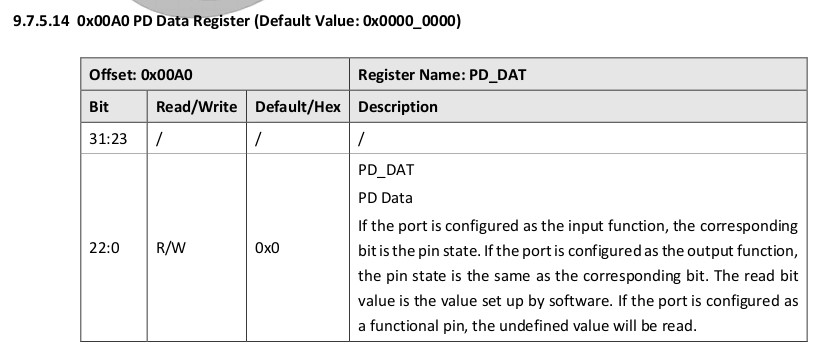 9.7.5.14 0x00A0 PD Data Register (Default Value: 0x0000_0000)
Offset: 0x00A0 Register Name: PD_DAT
Bit Read/Write Default/Hex Description
31:23 / / /
PD_DAT
PD Data
If the port is configured as the input function, the corresponding
22:0 R/W 0x0 bit is the pin state. If the port is configured as the output function,
the pin state is the same as the corresponding bit. The read bit
value is the value set up by software. If the port is configured as
a functional pin, the undefined value will be read.